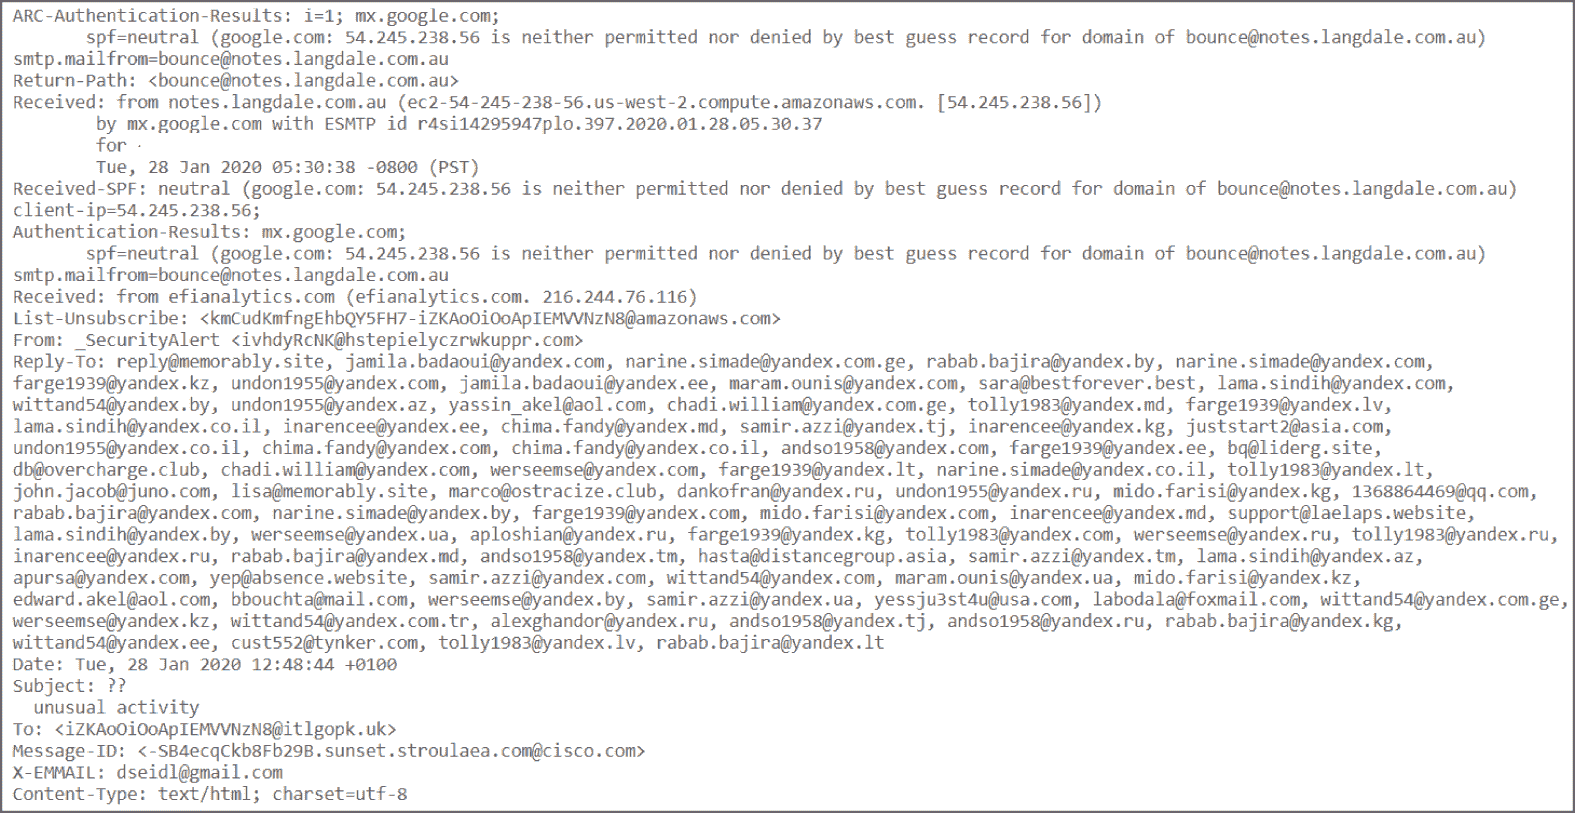 ARC-Authentication-Results: i=1; mx.google.com;
spf=neutral (google.com: 54.245.238.56 is neither permitted nor denied by best guess record for domain of bounce@notes.langdale.com.au)
smtp.mailfrom=bounce@notes.langdale.com.au
Return-Path: <bounce@notes.langdale.com.au>
Received: from notes.langdale.com.au (ec2-54-245-238-56.us-west-2.compute.amazonaws.com. [54.245.238.56])
by mx.google.com with ESMTP id r4si14295947plo.397.2020.01.28.05.30.37
for
Tue, 28 Jan 2020 05:30:38 -0800 (PST)
Received-SPF: neutral (google.com: 54.245.238.56 is neither permitted nor denied by best guess record for domain of bounce@notes.langdale.com.au)
client-ip=54.245.238.56;
Authentication-Results: mx.google.com;
spf=neutral (google.com: 54.245.238.56 is neither permitted nor denied by best guess record for domain of bounce@notes.langdale.com.au)
smtp.mailfrom=bounce@notes.langdale.com.au
Received: from efianalytics.com (efianalytics.com. 216.244.76.116)
List-Unsubscribe: <kmCudKmfngEhbQY5FH7-iZKAoOiOoApIEMVVNzN8@amazonaws.com>
From: _SecurityAlert <ivhdyRcNK@hstepielyczrwkuppr.com>
Reply-To: reply@memorably.site, jamila.badaoui@yandex.com, narine.simade@yandex.com.ge, rabab.bajira@yandex.by, narine.simade@yandex.com,
farge1939@yandex.kz, undon1955@yandex.com, jamila.badaoui@yandex.ee, maram.ounis@yandex.com, sara@bestforever.best, lama.sindih@yandex.com,
wittand54@yandex.by, undon1955@yandex.az, yassin_akel@aol.com, chadi.william@yandex.com.ge, tolly1983@yandex.md, farge1939@yandex.lv,
lama.sindih@yandex.co.il, inarencee@yandex.ee, chima.fandy@yandex.md, samir.azzi@yandex.tj, inarencee@yandex.kg, juststart2@asia.com,
undon1955@yandex.co.il, chima.fandy@yandex.com, chima.fandy@yandex.co.il, andso1958@yandex.com, farge1939@yandex.ee, bq@liderg.site,
db@overcharge.club, chadi.william@yandex.com, werseemse@yandex.com, farge1939@yandex.lt, narine.simade@yandex.co.il, tolly1983@yandex.lt,
john.jacob@juno.com, lisa@memorably.site, marco@ostracize.club, dankofran@yandex.ru, undon1955@yandex.ru, mido.farisi@yandex.kg, 1368864469@qq.com,
rabab.bajira@yandex.com, narine.simade@yandex.by, farge1939@yandex.com, mido.farisi@yandex.com, inarencee@yandex.md, support@laelaps.website,
lama.sindih@yandex.by, werseemse@yandex.ua, aploshian@yandex.ru, farge1939@yandex.kg, tolly1983@yandex.com, werseemse@yandex.ru, tolly1983@yandex.ru,
inarencee@yandex.ru, rabab.bajira@yandex.md, andso1958@yandex.tm, hasta@distancegroup.asia, samir.azzi@yandex.tm, lama.sindih@yandex.az,
apursa@yandex.com, yep@absence.website, samir.azzi@yandex.com, wittand54@yandex.com, maram.ounis@yandex.ua, mido.farisi@yandex.kz,
edward.akel@aol.com, bbouchta@mail.com, werseemse@yandex.by, samir.azzi@yandex.ua, yessju3st4u@usa.com, labodala@foxmail.com, wittand54@yandex.com.ge,
werseemse@yandex.kz, wittand54@yandex.com.tr, alexghandor@yandex.ru, andso1958@yandex.tj, andso1958@yandex.ru, rabab.bajira@yandex.kg,
wittand54@yandex.ee, cust552@tynker.com, tolly1983@yandex.lv, rabab.bajira@yandex.lt
Date: Tue, 28 Jan 2020 12:48:44 +0100
Subject: ??
unusual activity
To: <iZKAoOiOoApIEMVVNzN8@itlgopk.uk>
Message-ID: <-SB4ecqCkb8Fb29B.sunset.stroulaea.com@cisco.com>
X-EMMAIL: dseidl@gmail.com
Content-Type: text/html; charset=utf-8